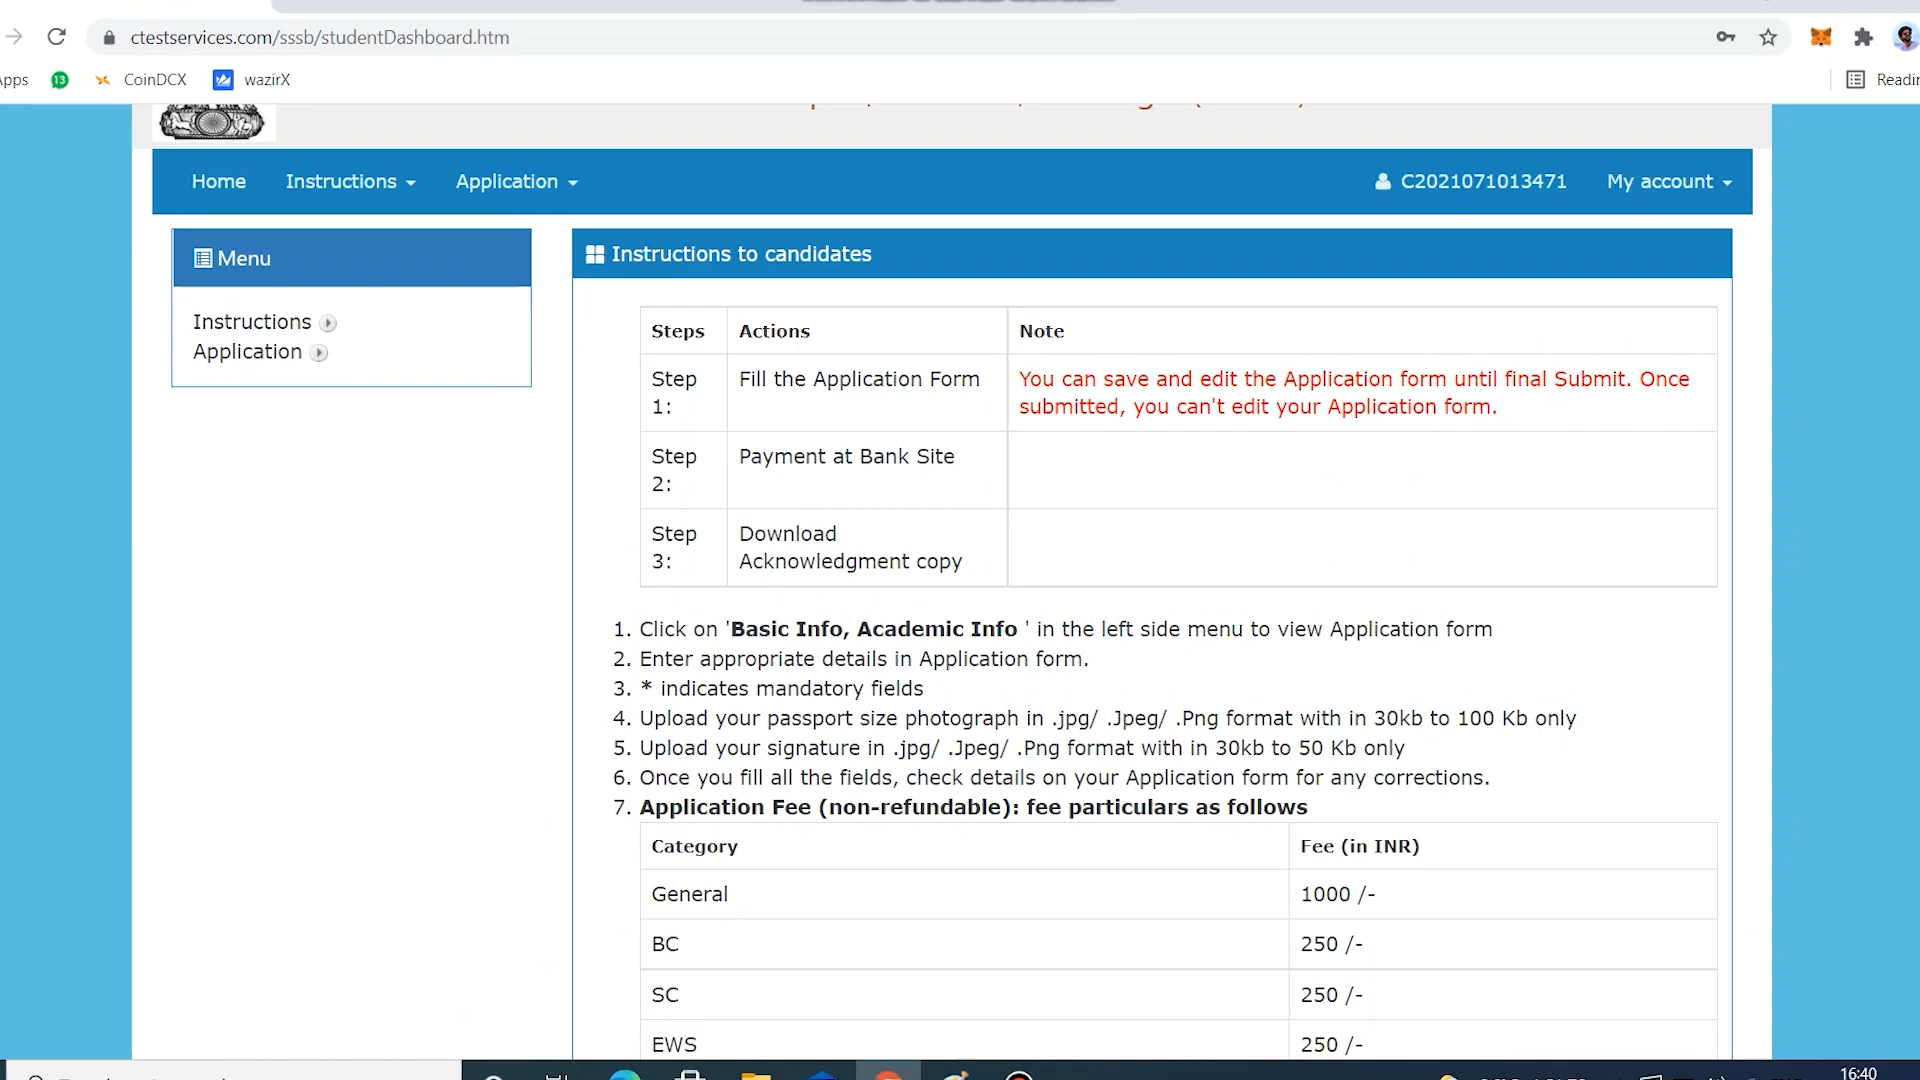 ctestservices.com/sssb/studentDashboard.htm
13
CoinDCX
wazirX
Home
Instructions
Application
C2021071013471
My account
Menu
Instructions
Application
Instructions to candidates
Steps Actions Note
Step Fill the Application Form You can save and edit the Application form until final Submit. Once
1: submitted, you can't edit your Application form.
Step Payment at Bank Site
2:
Step Download
3: Acknowledgment copy
1. Click on 'Basic Info, Academic Info ' in the left side menu to view Application form
2. Enter appropriate details in Application form.
3. * indicates mandatory fields
4. Upload your passport size photograph in .jpg/ .Jpeg/ .Png format with in 30kb to 100 Kb only
5. Upload your signature in .jpg/ .Jpeg/ .Png format with in 30kb to 50 Kb only
6. Once you fill all the fields, check details on your Application form for any corrections.
7. Application Fee (non-refundable): fee particulars as follows
Category Fee (in INR)
General 1000 /-
BC 250 /-
SC 250 /-
EWS 250 /-
16:40